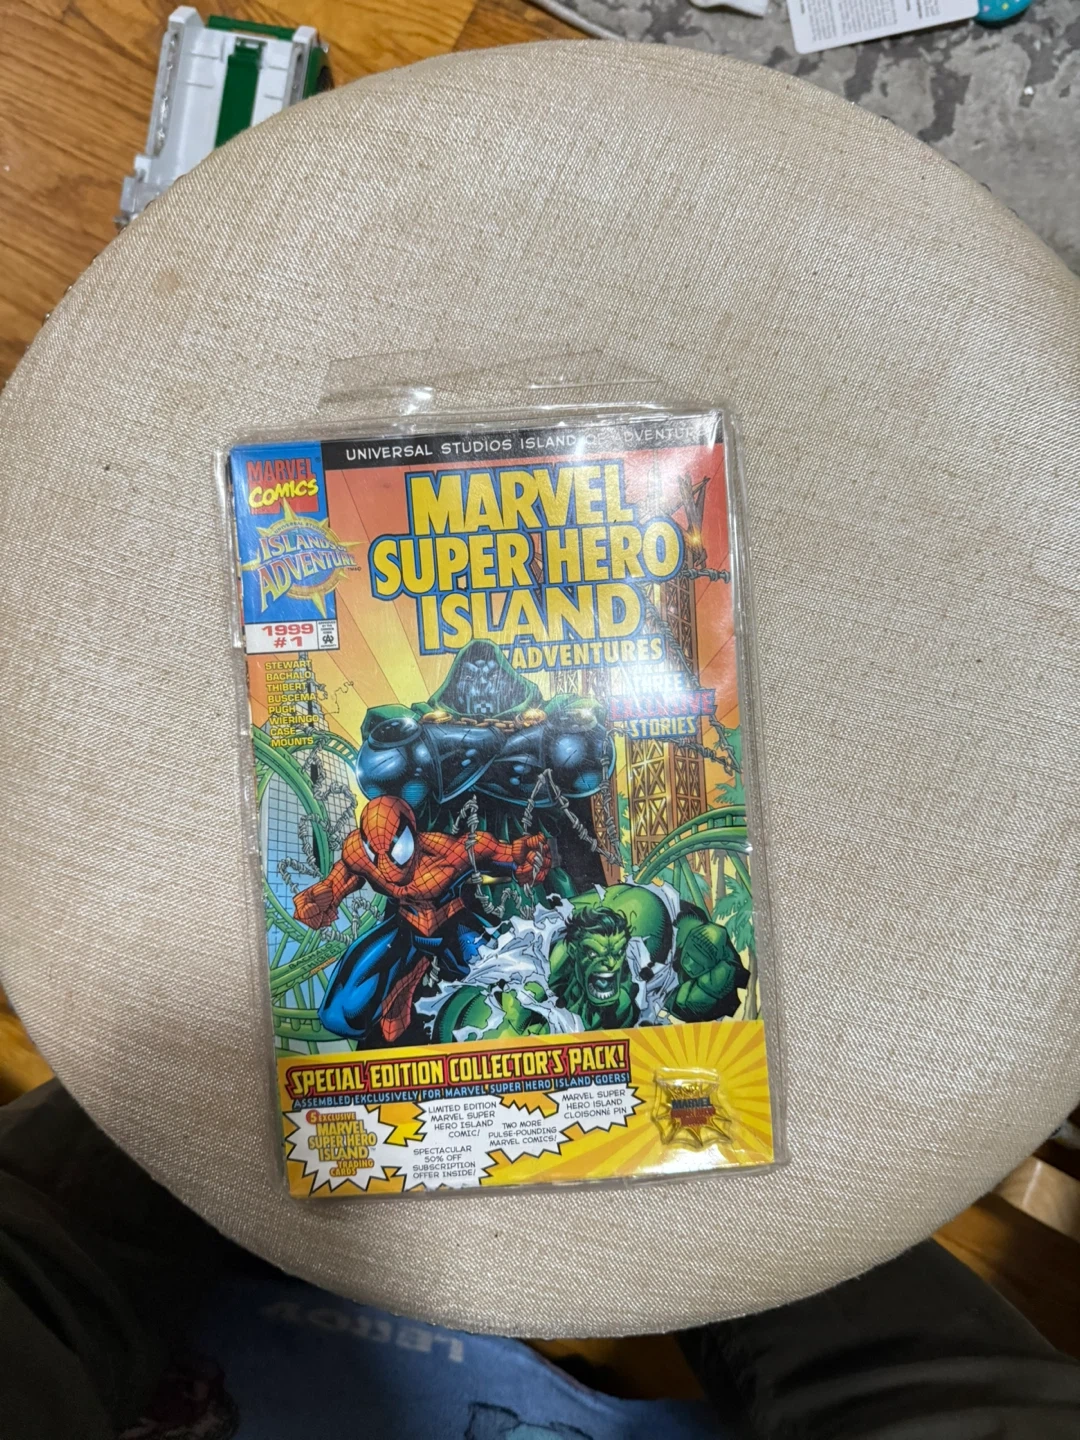 UNIVERSAL STUDIOS ISLAND OF ADVENTURE
MARVEL
COMICS
ISLANDS
ADVENTURE
1999
#1
MARVEL
SUPER HERO
ISLAND
ADVENTURES
THREE
STORIES
STEWART
BACHALO
THIBERT
BUSCEMA
PUGH
WIERINGO
CASE
MOUNTS
SPECIAL EDITION COLLECTOR'S PACK!
ASSEMBLED EXCLUSIVELY FOR MARVEL SUPER HERO ISLAND GOERS!
5 EXCLUSIVE
MARVEL
SUPER HERO
ISLAND
TRADING
CARDS
LIMITED EDITION
MARVEL SUPER
HERO ISLAND
COMIC!
SPECTACULAR
50% OFF
SUBSCRIPTION
OFFER INSIDE!
TWO MORE
PULSE-POUNDING
MARVEL COMICS!
MARVEL SUPER
HERO ISLAND
CLOISONNÉ PIN
MARVEL